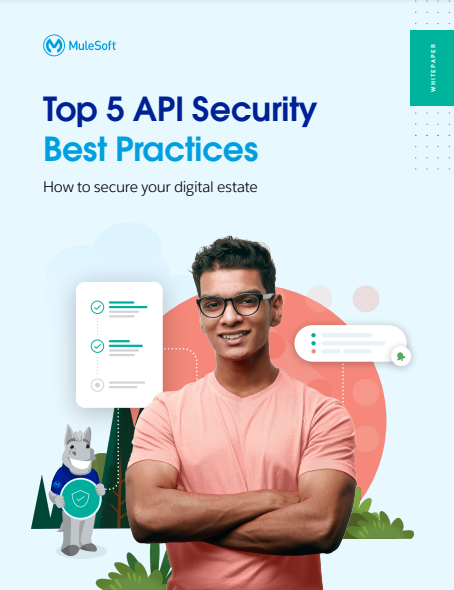 MuleSoft
WHITEPAPER
Top 5 API Security
Best Practices
How to secure your digital estate